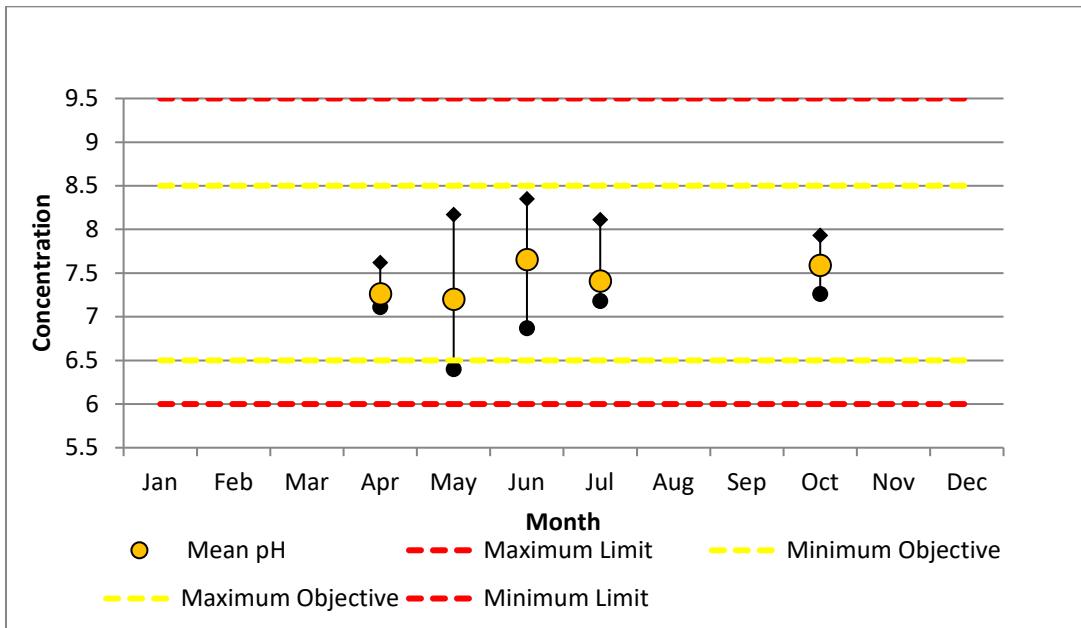 9.5
9
8.5
8
7.5
7
6.5
6
5.5
Concentration
Jan Feb Mar Apr May Jun Jul Aug Sep Oct Nov Dec
Month
Mean pH Maximum Limit Minimum Objective
Maximum Objective Minimum Limit